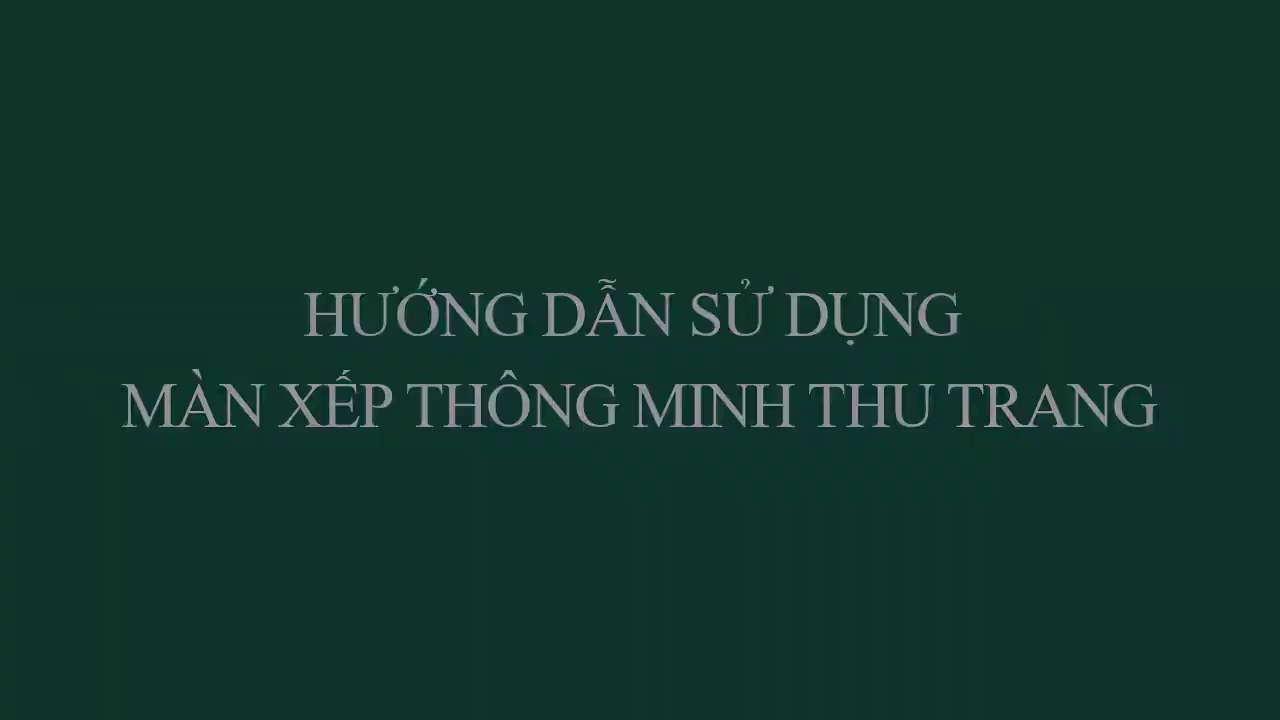 HƯỚNG DẪN SỬ DỤNG
MÀN XẾP THÔNG MINH THU TRANG